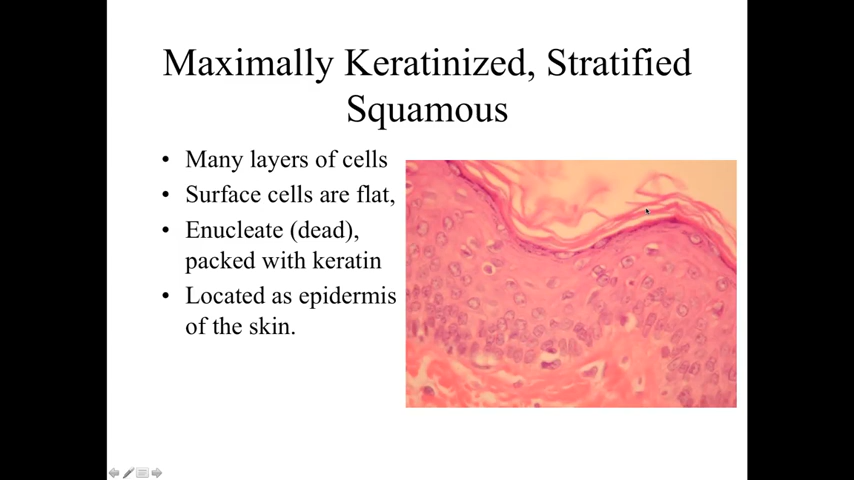 Maximally Keratinized, Stratified
Squamous
• Many layers of cells
• Surface cells are flat,
• Enucleate (dead),
packed with keratin
• Located as epidermis
of the skin.